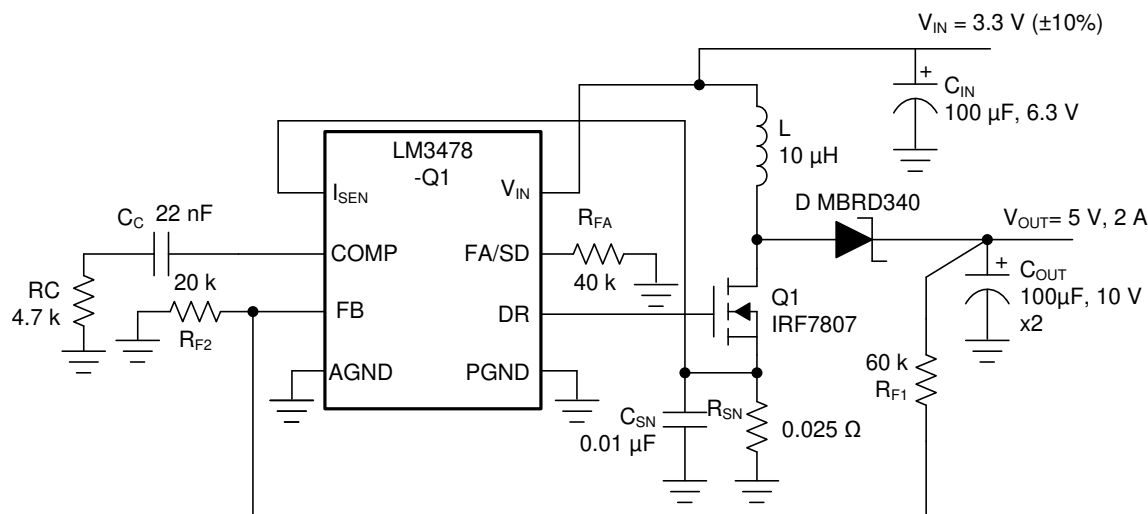 V_IN = 3.3 V (±10%)
C_IN
100 µF, 6.3 V
LM3478
-Q1
L
10 µH
I_SEN
V_IN
D MBRD340
C_C 22 nF
R_FA
V_OUT= 5 V, 2 A
COMP
FA/SD
20 k
40 k
C_OUT
100µF, 10 V
x2
RC
4.7 k
FB
DR
Q1
IRF7807
R_F2
60 k
R_F1
AGND
PGND
C_SN
0.01 µF
R_SN
0.025 Ω